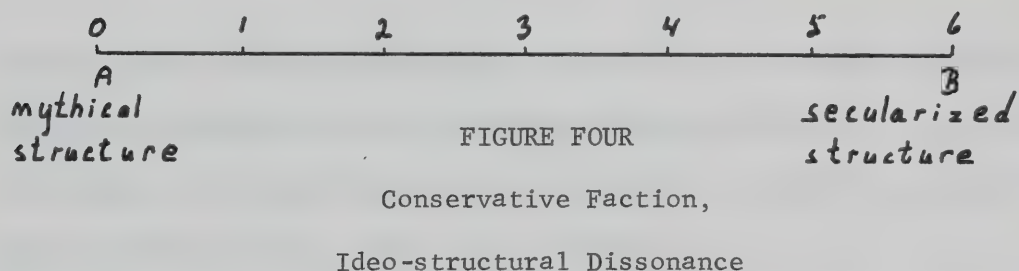 0 1 2 3 4 5 6
A B
mythical secularized
structure structure
FIGURE FOUR
Conservative Faction,
Ideo-structural Dissonance